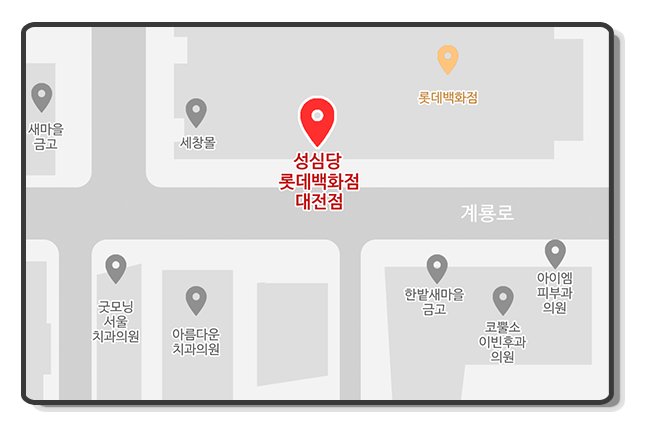 롯데백화점
새마을
금고
세창몰
성심당
롯데백화점
대전점
계룡로
굿모닝
서울
치과의원
아름다운
치과의원
한밭새마을
금고
코뿔소
이빈후과
의원
아이엠
피부과
의원